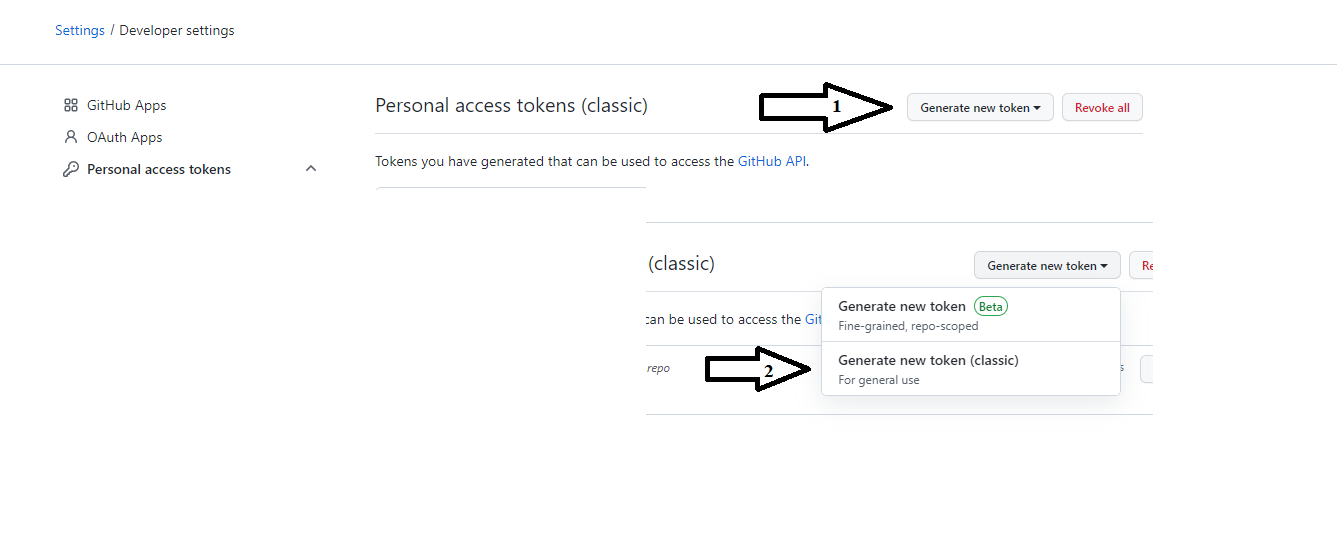 Settings / Developer settings
GitHub Apps
OAuth Apps
Personal access tokens
Personal access tokens (classic)
1
Generate new token
Revoke all
Tokens you have generated that can be used to access the GitHub API.
(classic)
Generate new token
Re
can be used to access the Git
Generate new token Beta
Fine-grained, repo-scoped
repo
2
Generate new token (classic)
s
For general use